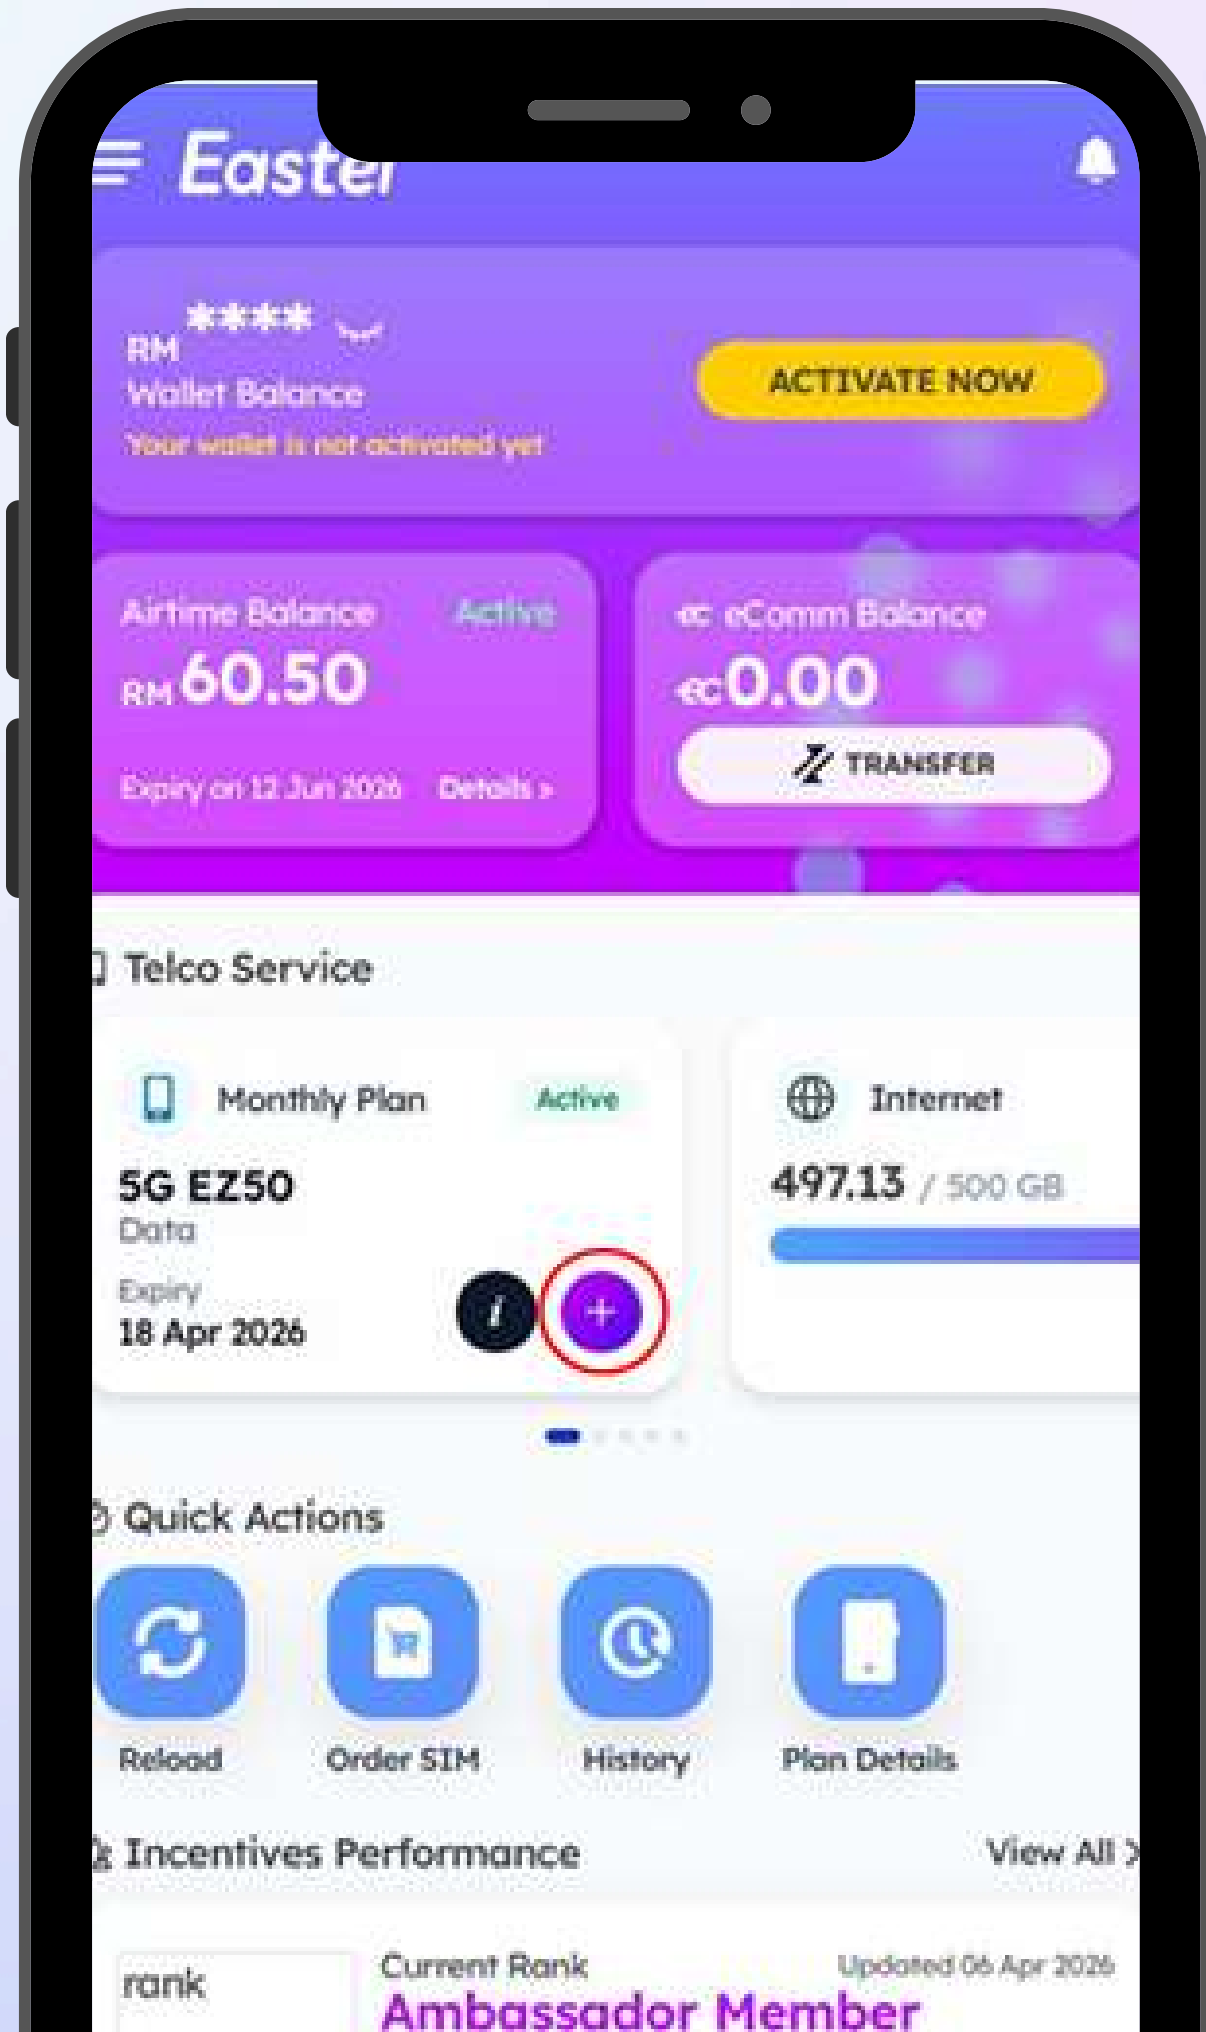 Easter
****
RM
Wallet Balance
Your wallet is not activated yet
ACTIVATE NOW
Airtime Balance Active
RM 60.50
Expiry on 12 Jun 2026 Details >
ec eComm Balance
ec 0.00
TRANSFER
Telco Service
Monthly Plan Active
5G EZ50
Data
Expiry
18 Apr 2026
i +
Internet
497.13 / 500 GB
Quick Actions
Reload Order SIM History Plan Details
Incentives Performance View All >
rank
Current Rank Updated 06 Apr 2026
Ambassador Member